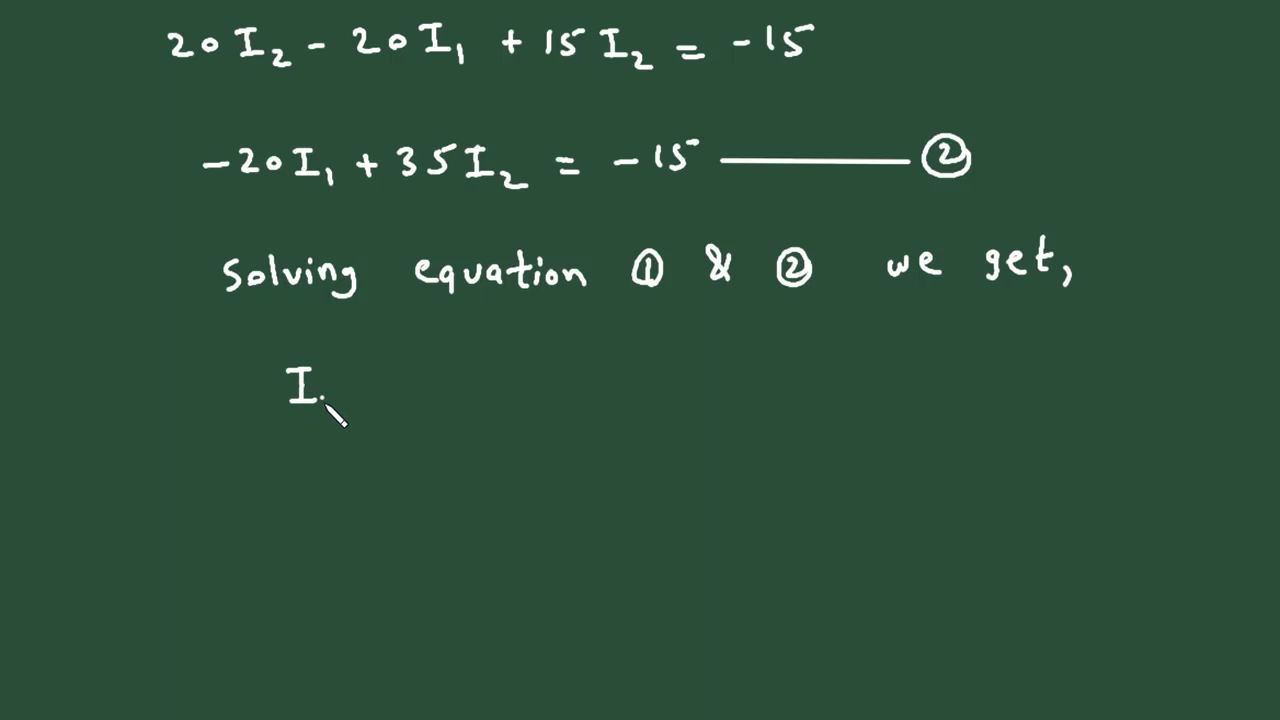 20I₂ - 20I₁ + 15I₂ = -15
-20I₁ + 35I₂ = -15 ——— ②
Solving equation ① & ② we get,
I